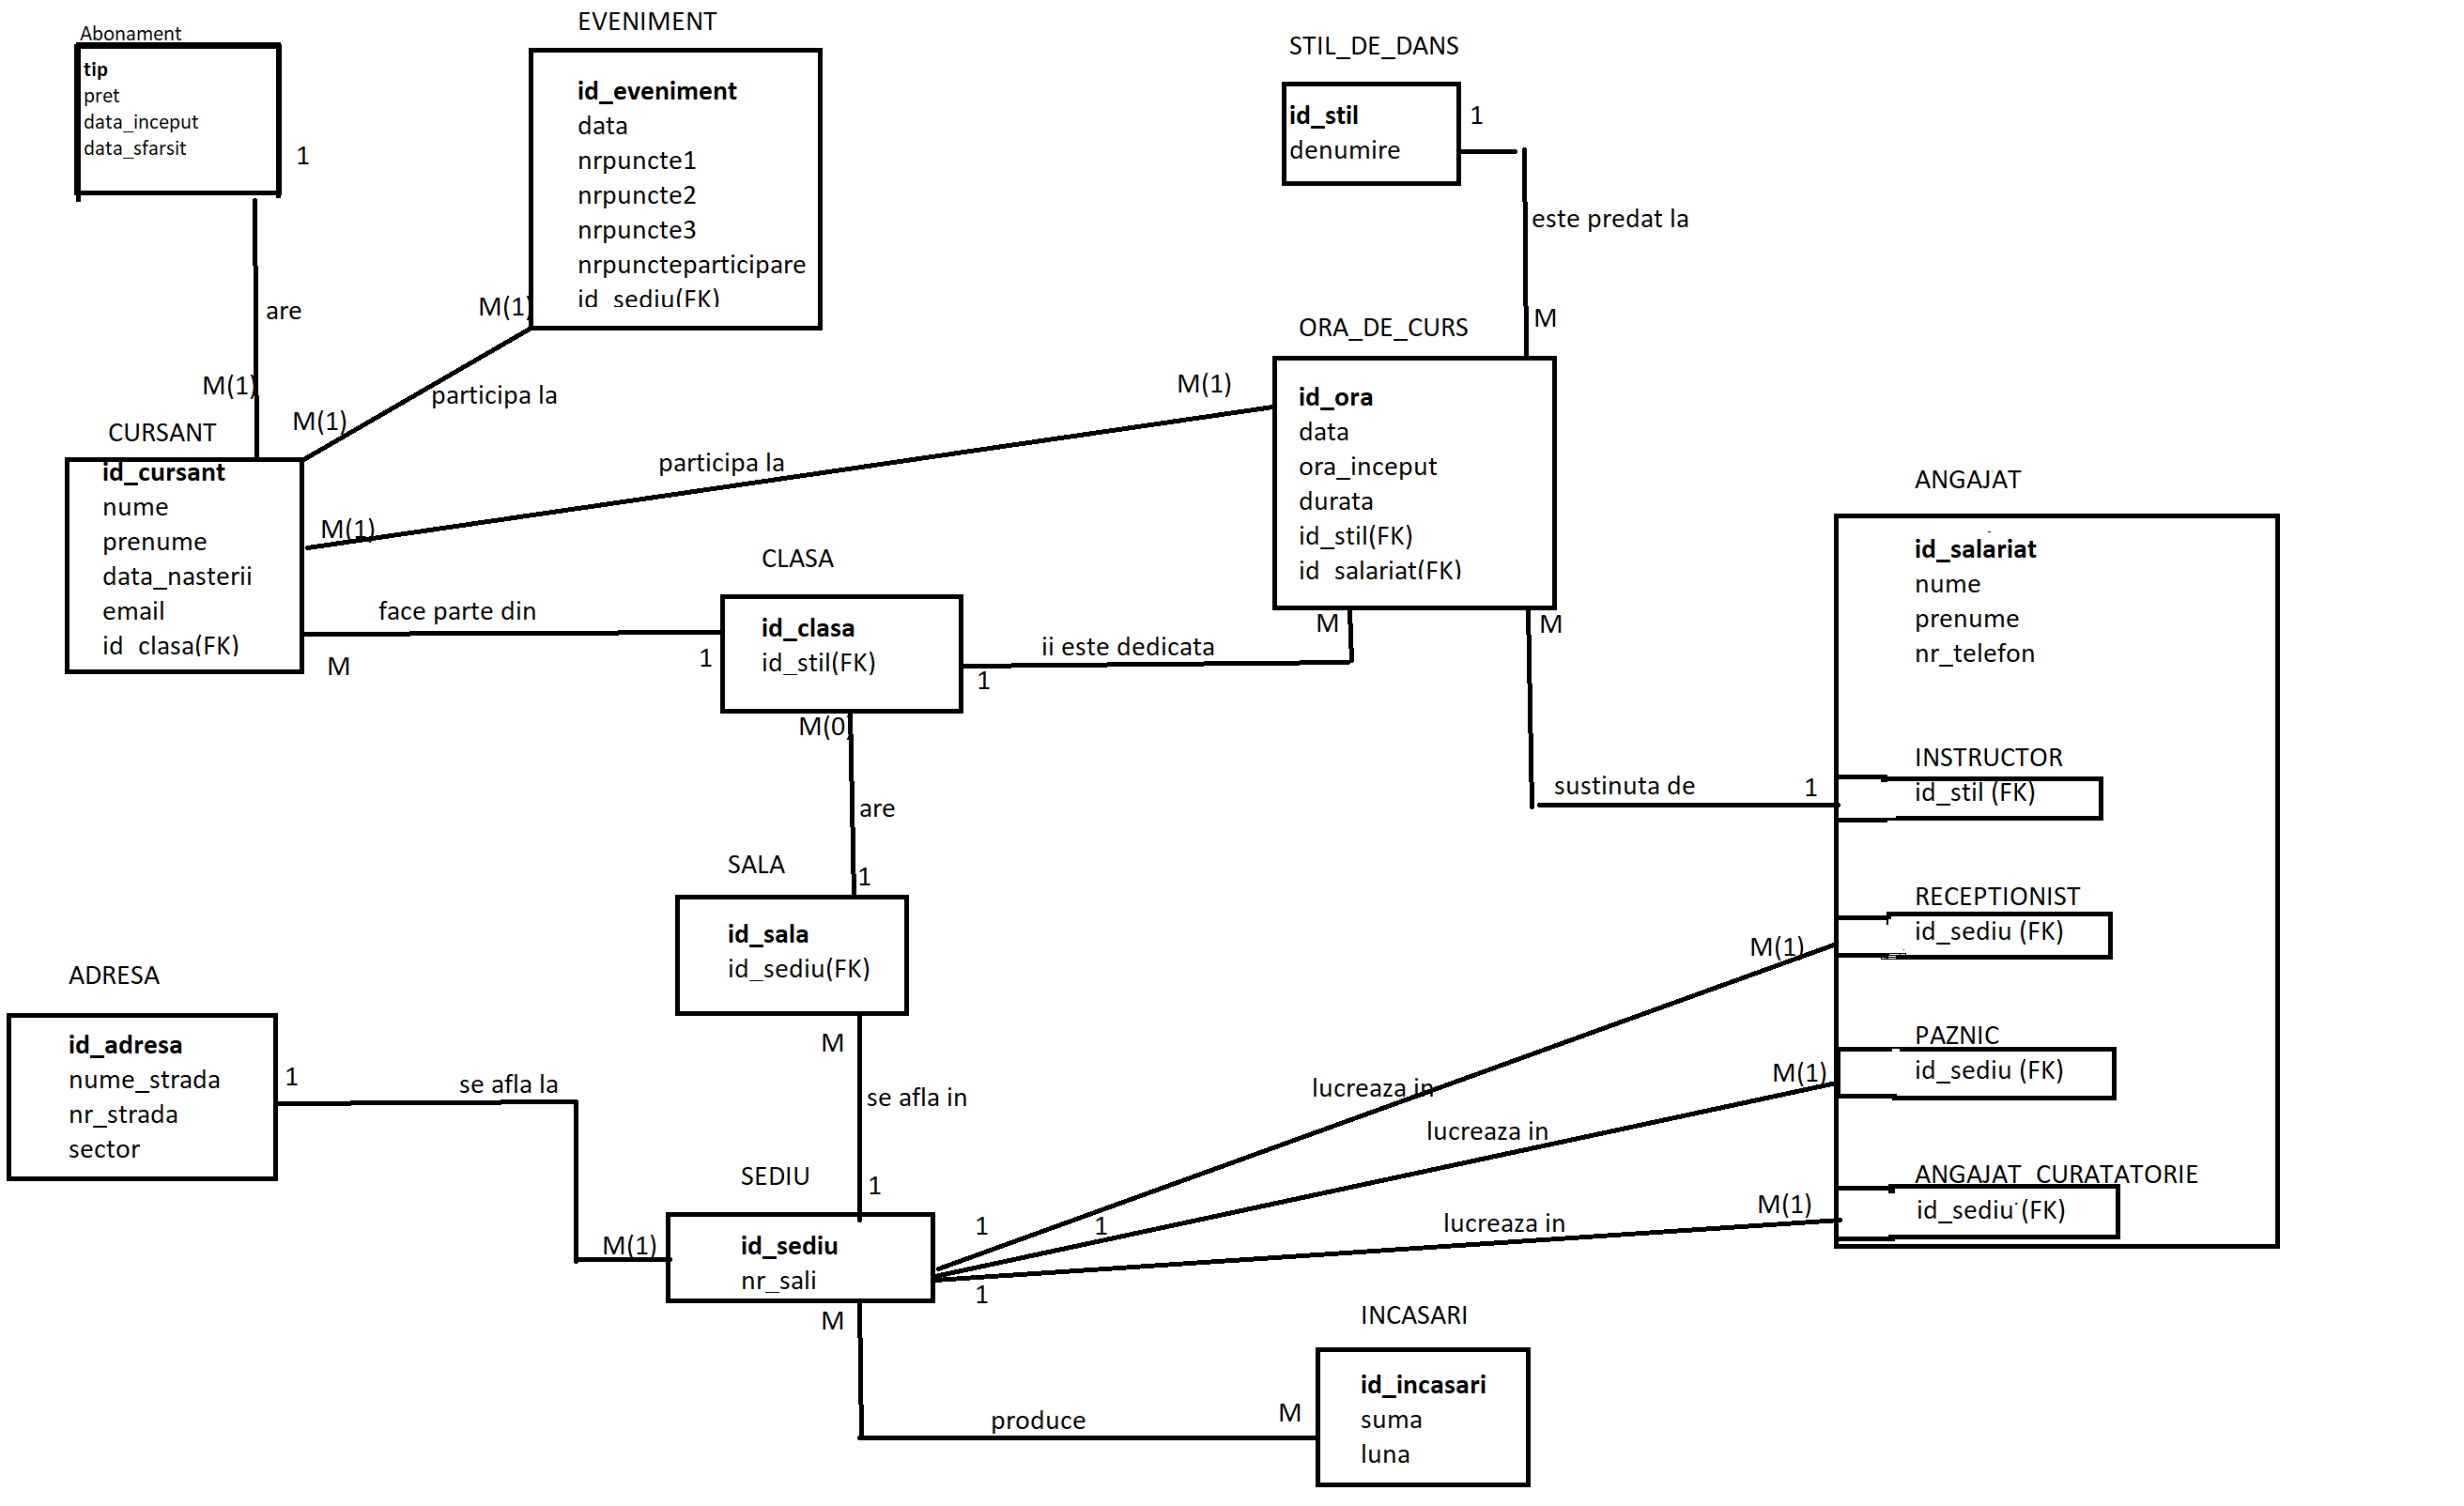 Abonament
tip
pret
data_inceput
data_sfarsit
1
are
M(1)
EVENIMENT
id_eveniment
data
nrpuncte1
nrpuncte2
nrpuncte3
nrpuncteparticipare
id_sediu(FK)
M(1)
participa la
M(1)
STIL_DE_DANS
id_stil
denumire
1
este predat la
M
ORA_DE_CURS
id_ora
data
ora_inceput
durata
id_stil(FK)
id_salariat(FK)
M(1)
participa la
M(1)
CURSANT
id_cursant
nume
prenume
data_nasterii
email
id_clasa(FK)
face parte din
M
1
CLASA
id_clasa
id_stil(FK)
ii este dedicata
1
M
M
sustinuta de
1
M(0)
are
1
ANGAJAT
id_salariat
nume
prenume
nr_telefon
INSTRUCTOR
id_stil (FK)
RECEPTIONIST
id_sediu (FK)
PAZNIC
id_sediu (FK)
ANGAJAT_CURATATORIE
id_sediu (FK)
SALA
id_sala
id_sediu(FK)
M
se afla in
1
ADRESA
id_adresa
nume_strada
nr_strada
sector
1
se afla la
M(1)
SEDIU
id_sediu
nr_sali
M(1)
lucreaza in
1
M(1)
lucreaza in
1
M(1)
lucreaza in
1
M
produce
M
INCASARI
id_incasari
suma
luna